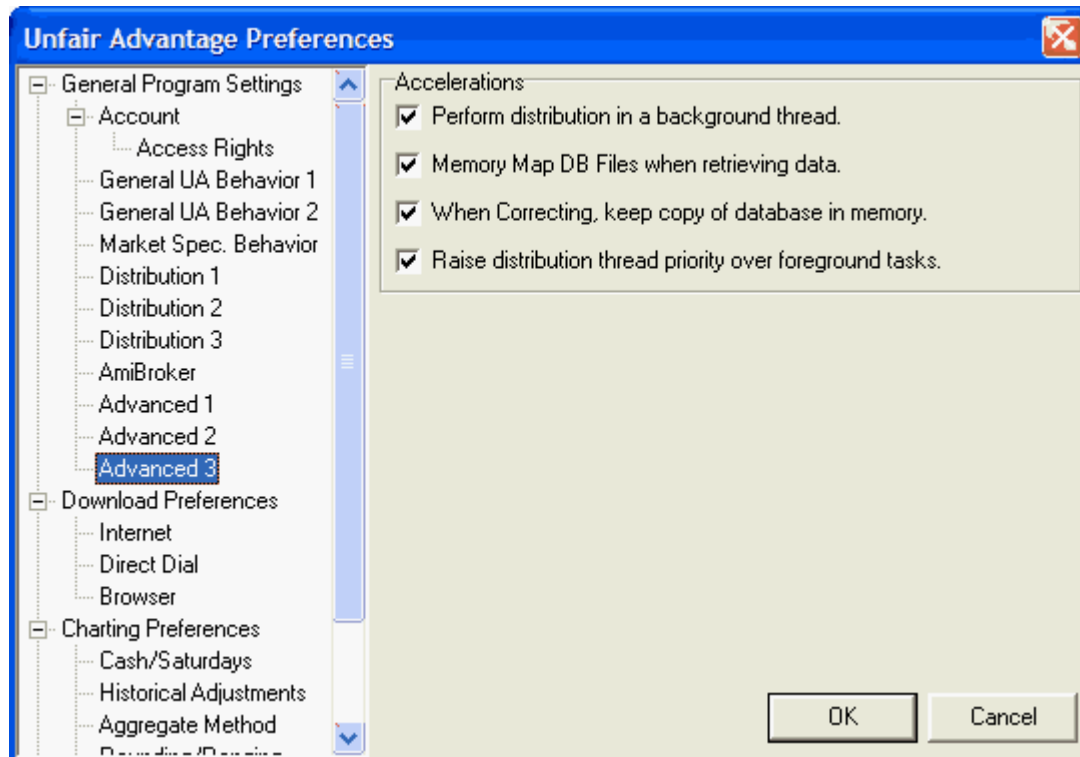 Unfair Advantage Preferences
General Program Settings
Account
Access Rights
General UA Behavior 1
General UA Behavior 2
Market Spec. Behavior
Distribution 1
Distribution 2
Distribution 3
AmiBroker
Advanced 1
Advanced 2
Advanced 3
Download Preferences
Internet
Direct Dial
Browser
Charting Preferences
Cash/Saturdays
Historical Adjustments
Aggregate Method
Accelerations
Perform distribution in a background thread.
Memory Map DB Files when retrieving data.
When Correcting, keep copy of database in memory.
Raise distribution thread priority over foreground tasks.
OK
Cancel